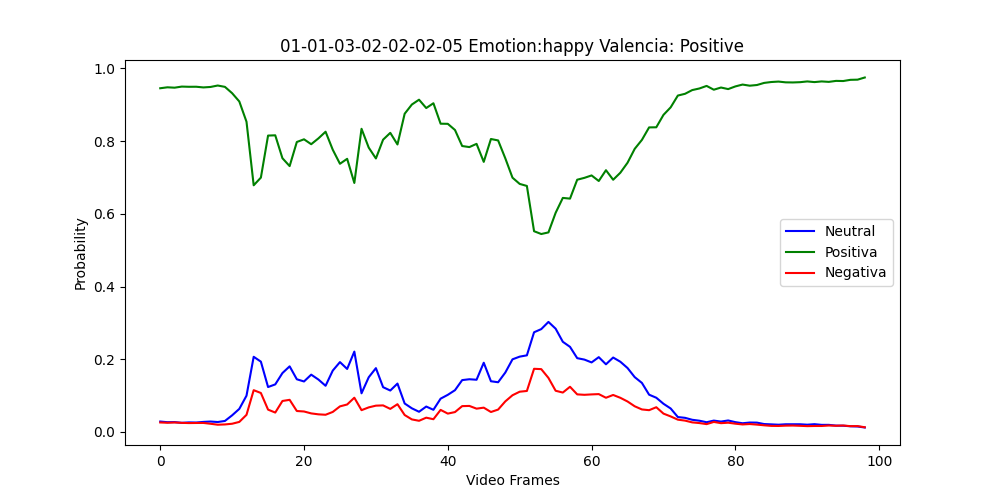 01-01-03-02-02-02-05 Emotion:happy Valencia: Positive
1.0
0.8
0.6
0.4
0.2
0.0
Probability
Neutral
Positiva
Negativa
0 20 40 60 80 100
Video Frames